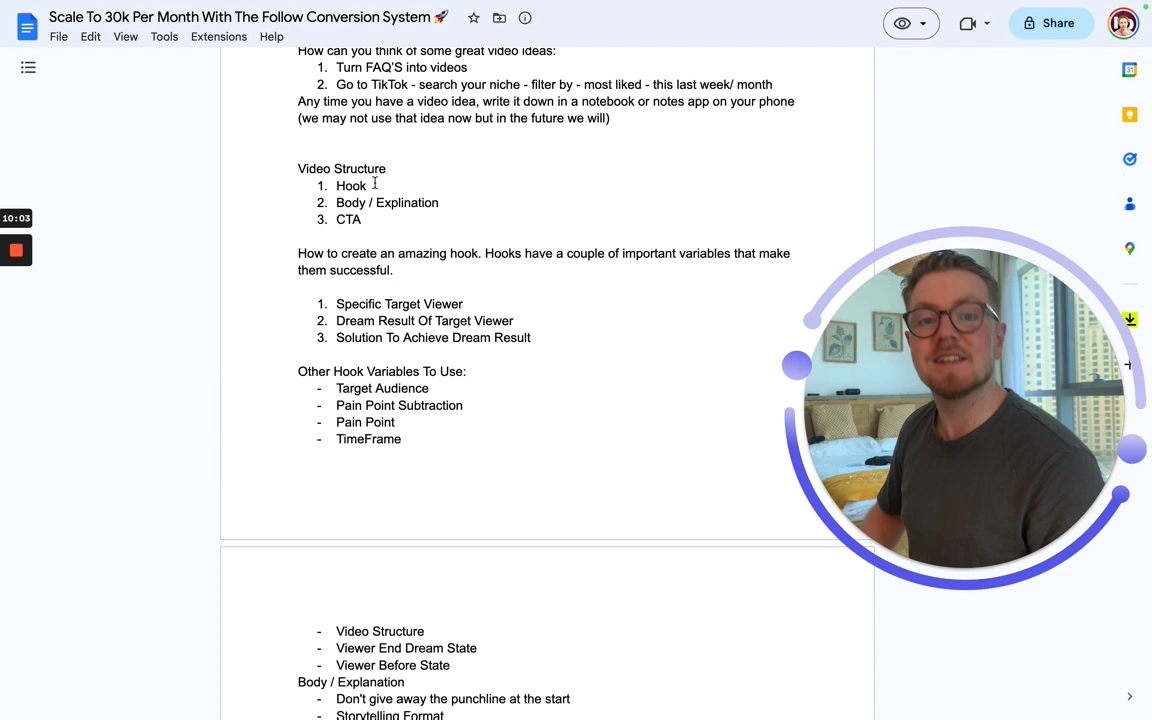 Scale To 30k Per Month With The Follow Conversion System 🚀
File Edit View Tools Extensions Help
Share
31
How can you think of some great video ideas:
1. Turn FAQ'S into videos
2. Go to TikTok - search your niche - filter by - most liked - this last week/ month
Any time you have a video idea, write it down in a notebook or notes app on your phone
(we may not use that idea now but in the future we will)
Video Structure
1. Hook
2. Body / Explination
3. CTA
10:03
How to create an amazing hook. Hooks have a couple of important variables that make
them successful.
1. Specific Target Viewer
2. Dream Result Of Target Viewer
3. Solution To Achieve Dream Result
Other Hook Variables To Use:
- Target Audience
- Pain Point Subtraction
- Pain Point
- TimeFrame
- Video Structure
- Viewer End Dream State
- Viewer Before State
Body / Explanation
- Don't give away the punchline at the start
- Storytelling Format